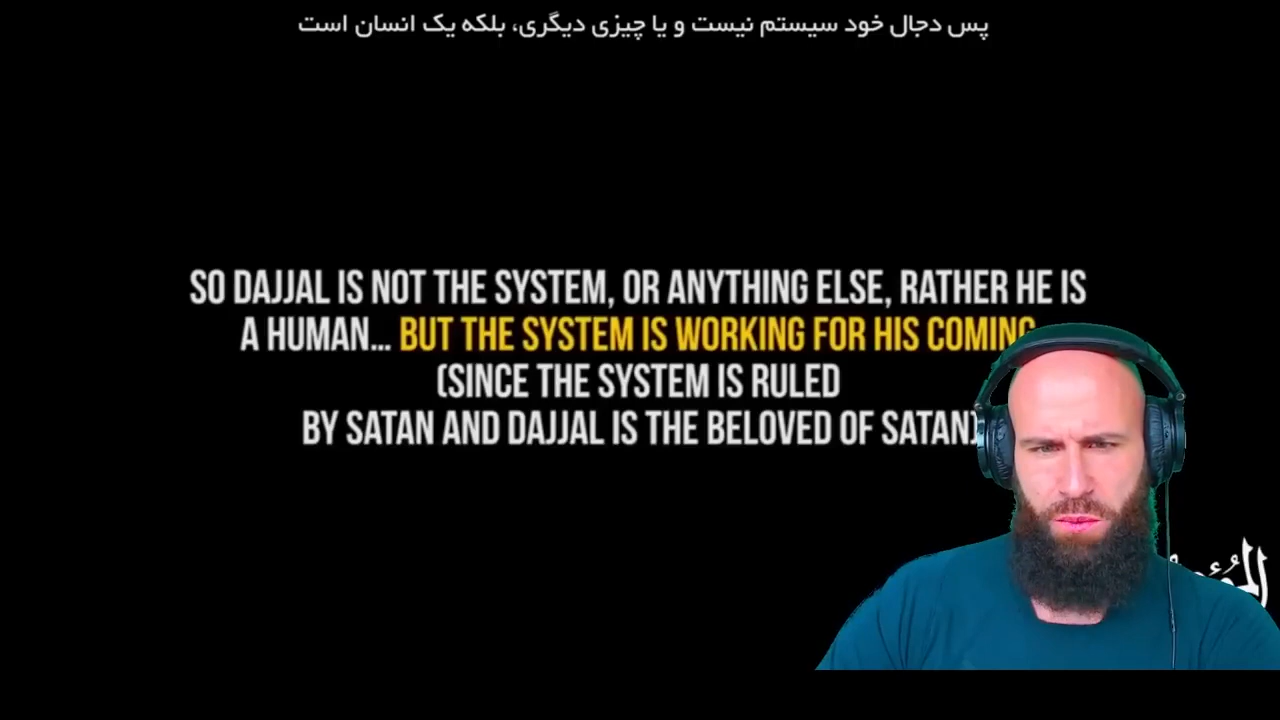 پس دجال خود سیستم نیست و یا چیزی دیگری، بلکه یک انسان است
SO DAJJAL IS NOT THE SYSTEM, OR ANYTHING ELSE, RATHER HE IS
A HUMAN... BUT THE SYSTEM IS WORKING FOR HIS COMING
(SINCE THE SYSTEM IS RULED
BY SATAN AND DAJJAL IS THE BELOVED OF SATAN)